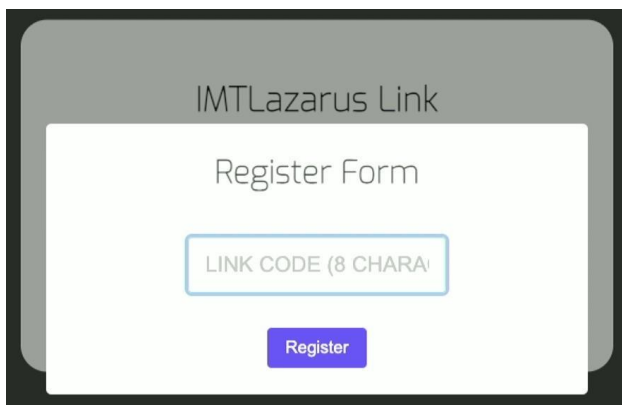 IMTLazarus Link
Register Form
LINK CODE (8 CHARA
Register